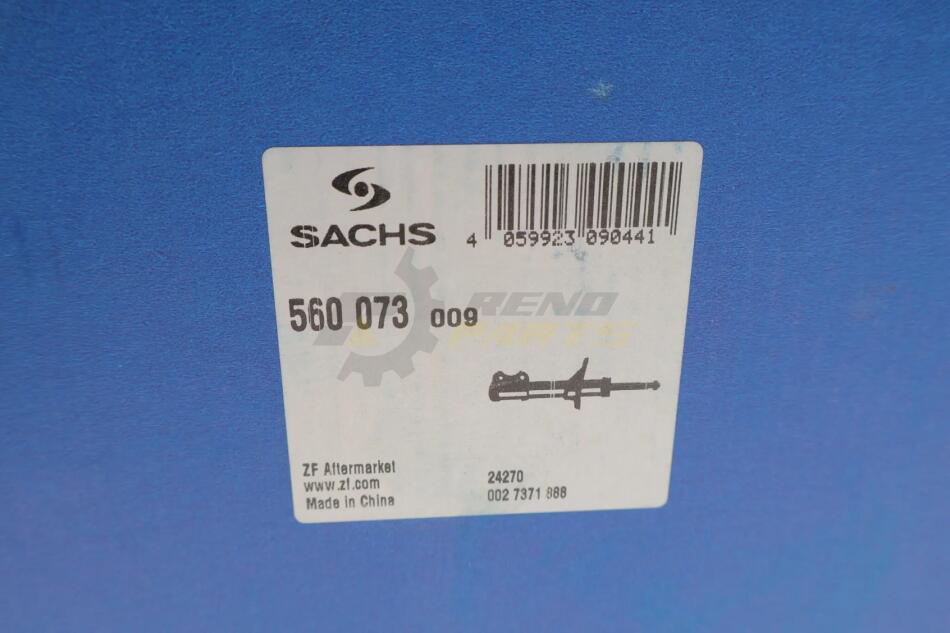 SACHS
4 059923 090441
560 073 009
RENO
PARTS
ZF Aftermarket
www.zf.com
Made in China
24270
002 7371 888